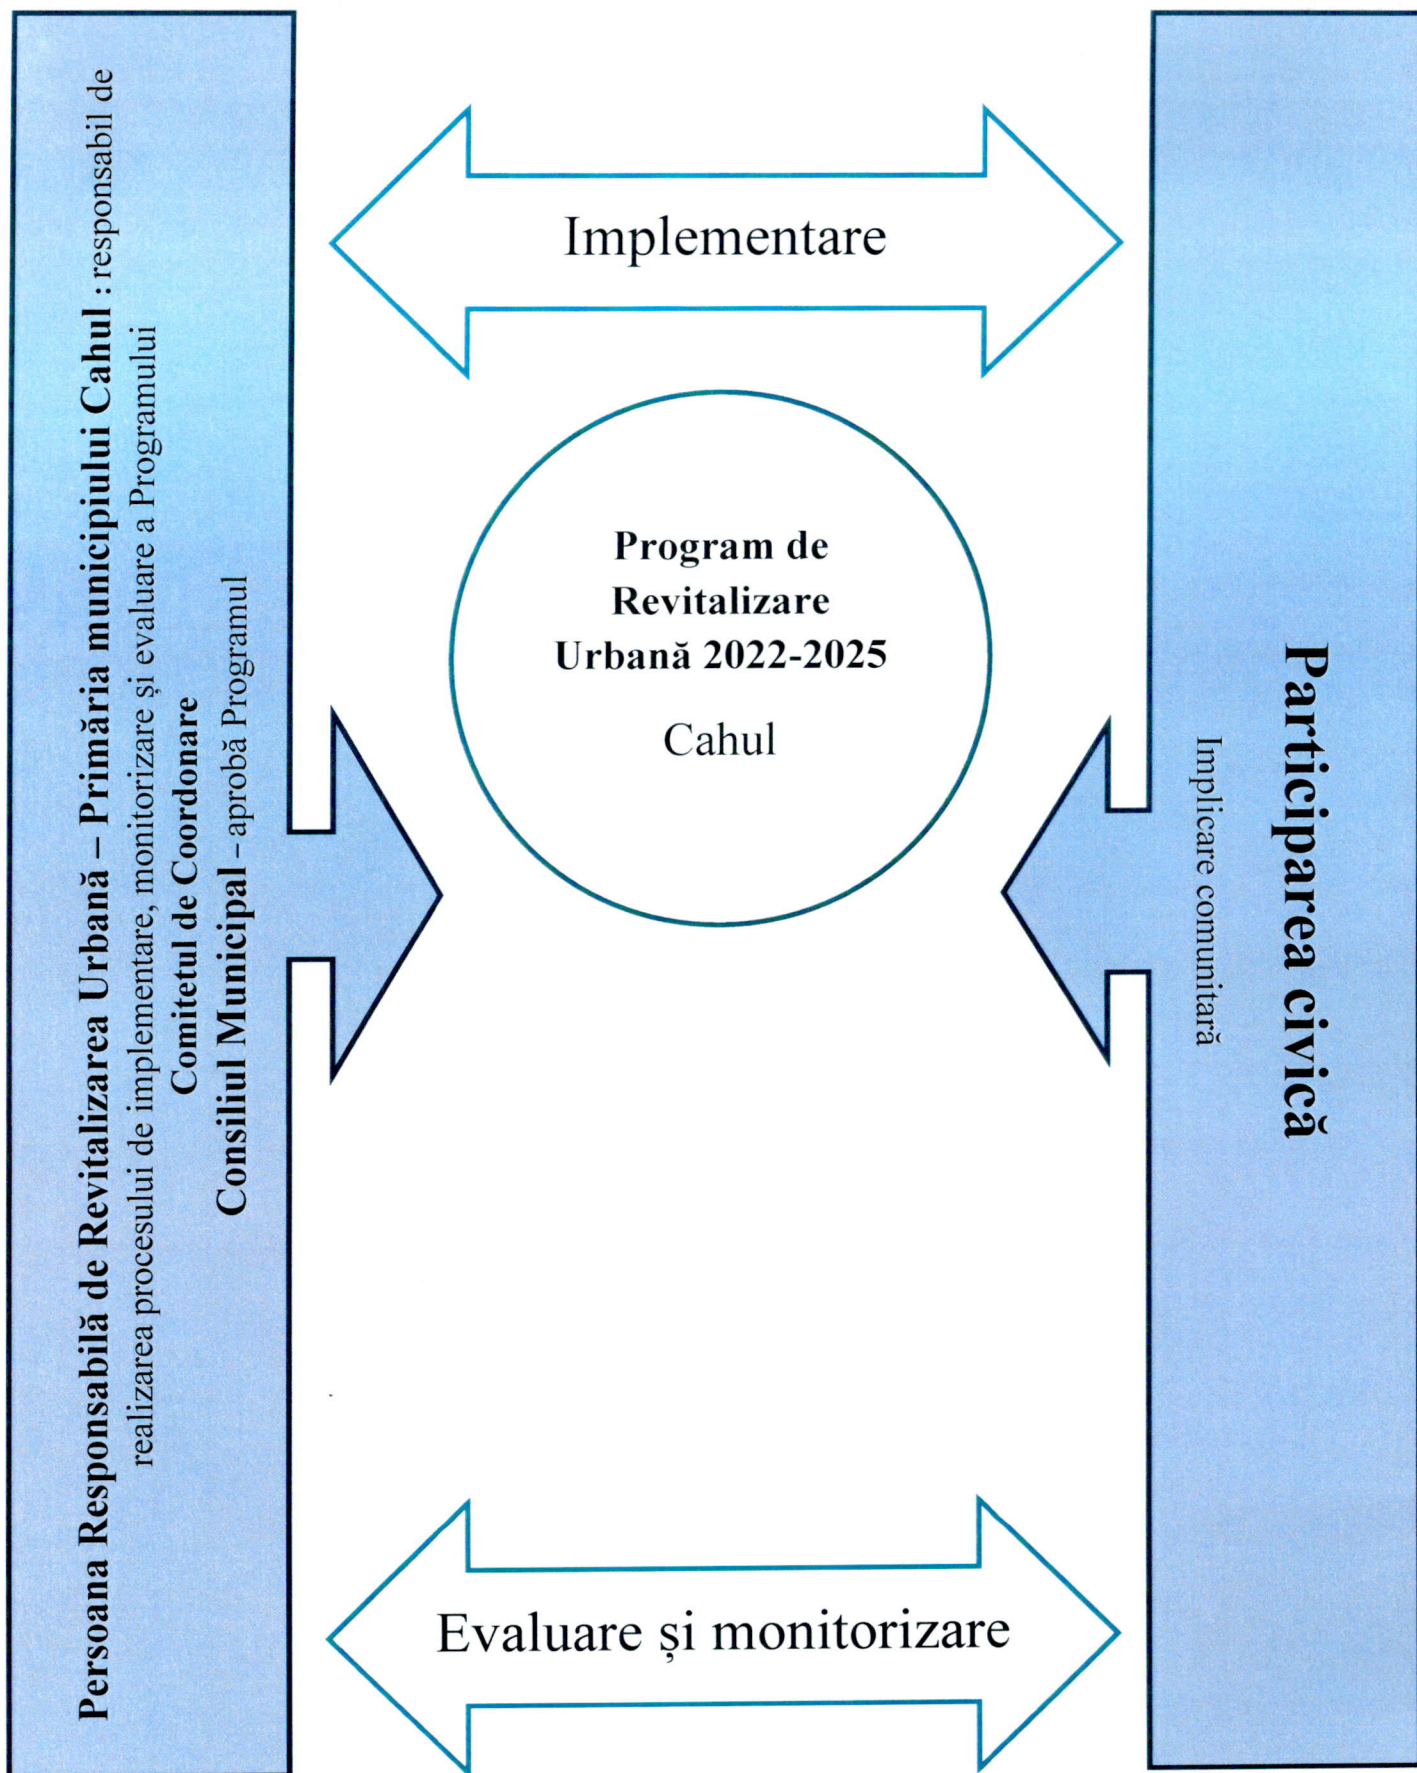 Persoana Responsabilă de Revitalizarea Urbană – Primăria municipiului Cahul : responsabil de
realizarea procesului de implementare, monitorizare și evaluare a Programului
Comitetul de Coordonare
Consiliul Municipal – aprobă Programul
Implementare
Program de
Revitalizare
Urbană 2022-2025
Cahul
Evaluare și monitorizare
Participarea civică
Implicare comunitară